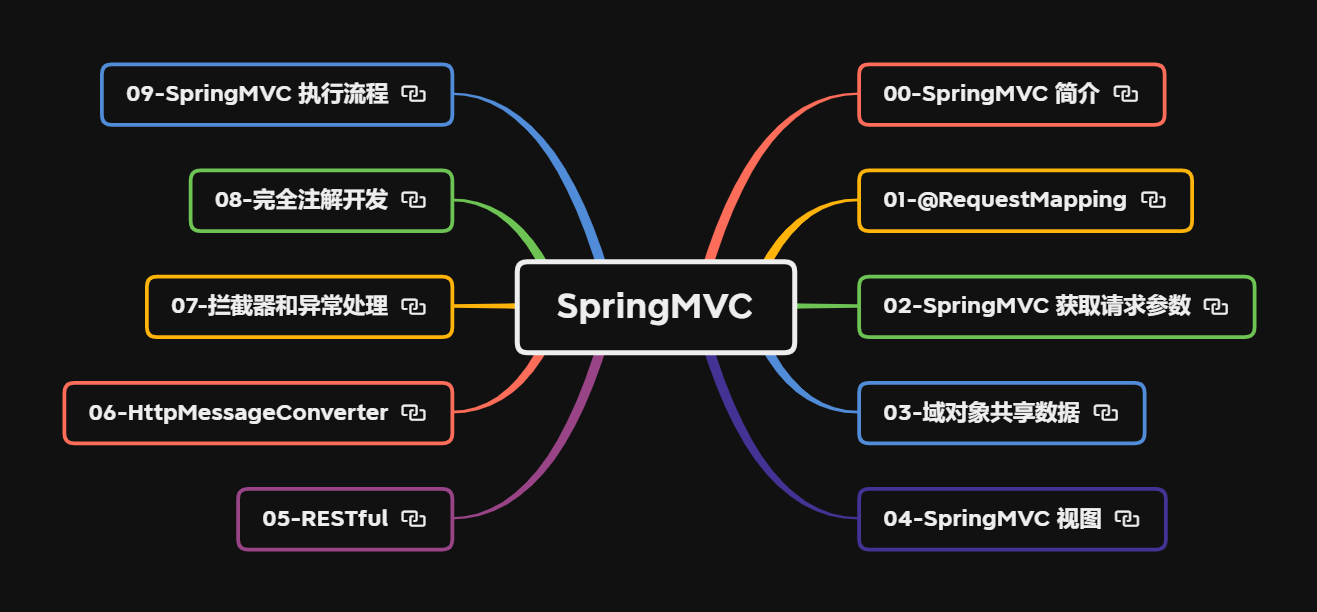 SpringMVC
00-SpringMVC 简介
01-@RequestMapping
02-SpringMVC 获取请求参数
03-域对象共享数据
04-SpringMVC 视图
05-RESTful
06-HttpMessageConverter
07-拦截器和异常处理
08-完全注解开发
09-SpringMVC 执行流程